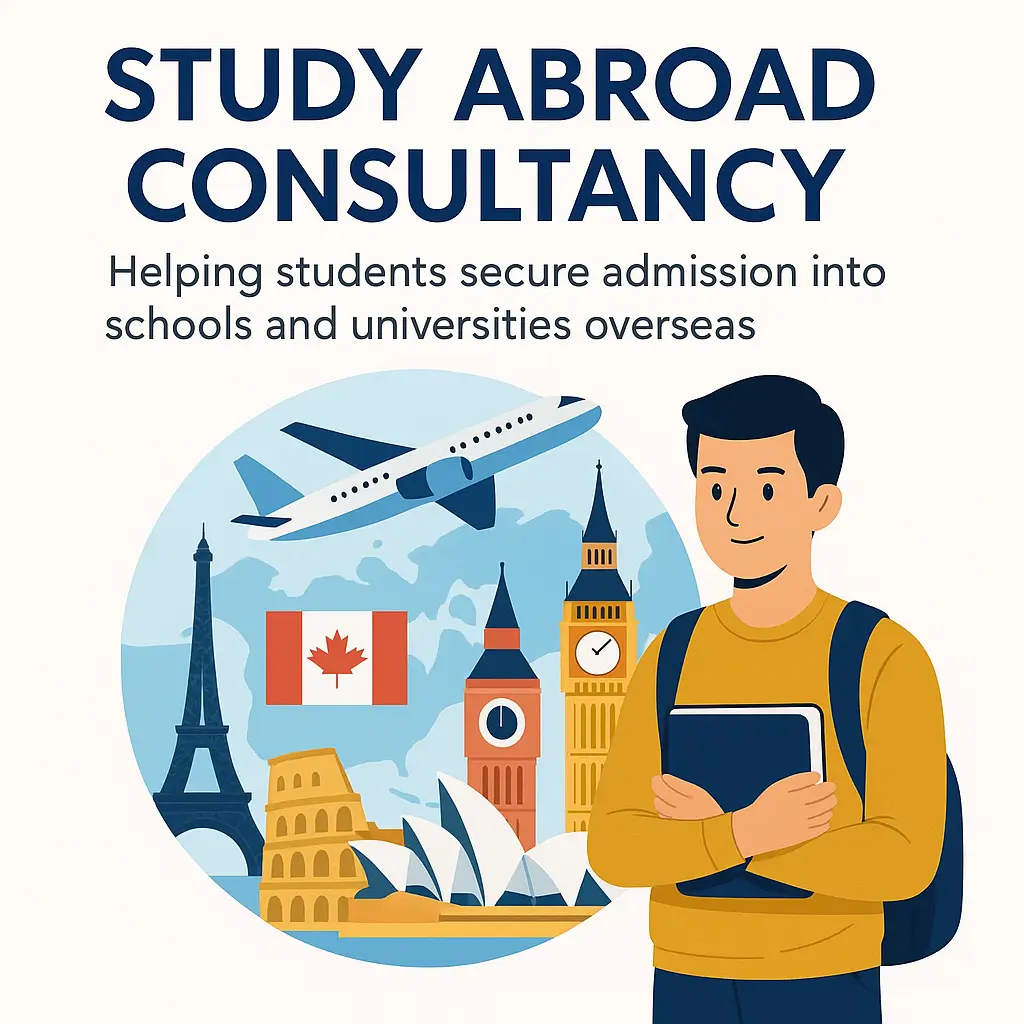 STUDY ABROAD
CONSULTANCY
Helping students secure admission into
schools and universities overseas